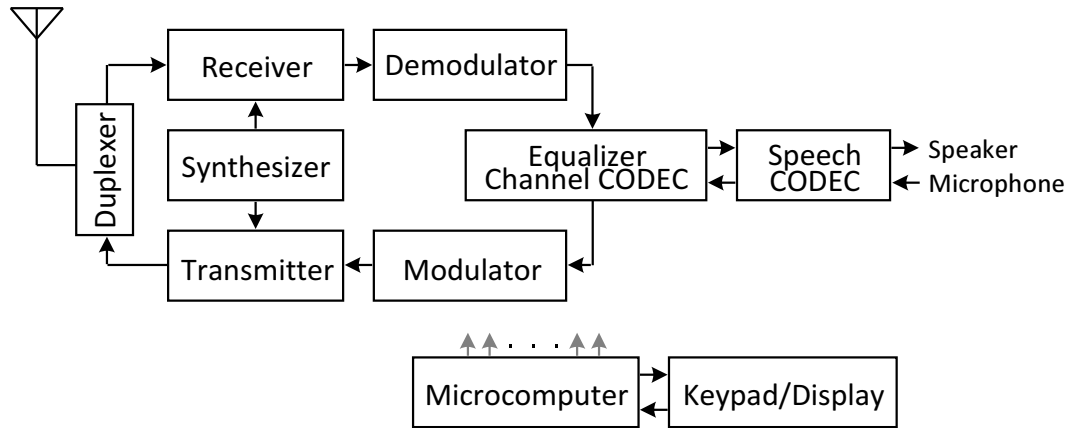 Receiver
Demodulator
Duplexer
Synthesizer
Equalizer
Channel CODEC
Speech
CODEC
Speaker
Microphone
Transmitter
Modulator
. . .
Microcomputer
Keypad/Display